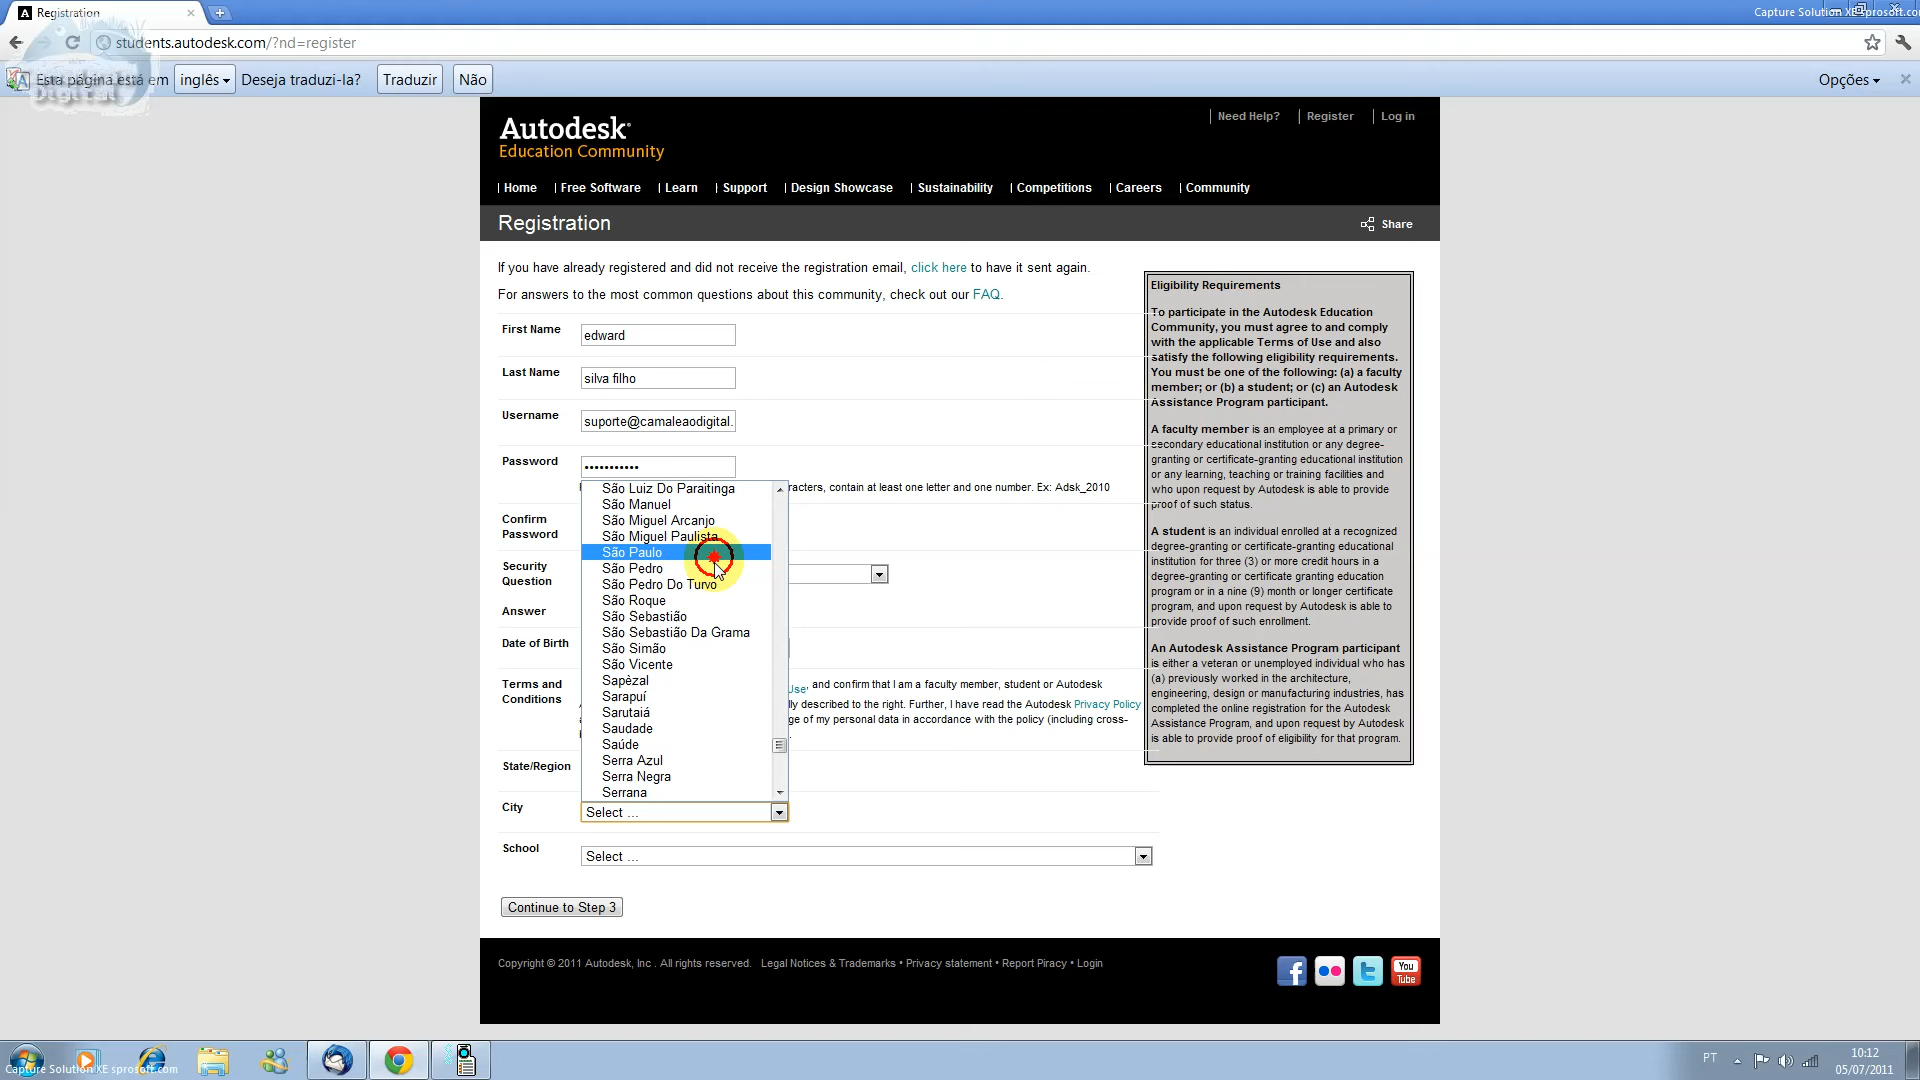 Registration
Capture Solution XE sprosoft.co
students.autodesk.com/?nd=register
Esta página está em inglês Deseja traduzi-la? Traduzir Não
Opções
Digital
Need Help? Register Log in
Autodesk
Education Community
Home Free Software Learn Support Design Showcase Sustainability Competitions Careers Community
Registration
Share
If you have already registered and did not receive the registration email, click here to have it sent again.
For answers to the most common questions about this community, check out our FAQ.
First Name edward
Last Name silva filho
Username suporte@camaleaodigital.
Password •••••••••••
racters, contain at least one letter and one number. Ex: Adsk_2010
Confirm
Password
Security
Question
Answer
Date of Birth
Terms and
Conditions
Use, and confirm that I am a faculty member, student or Autodesk
lly described to the right. Further, I have read the Autodesk Privacy Policy
ge of my personal data in accordance with the policy (including cross-
State/Region
São Luiz Do Paraitinga
São Manuel
São Miguel Arcanjo
São Miguel Paulista
São Paulo
São Pedro
São Pedro Do Turvo
São Roque
São Sebastião
São Sebastião Da Grama
São Simão
São Vicente
Sapèzal
Sarapuí
Sarutaiá
Saudade
Saúde
Serra Azul
Serra Negra
Serrana
City Select ...
School Select ...
Continue to Step 3
Eligibility Requirements
To participate in the Autodesk Education
Community, you must agree to and comply
with the applicable Terms of Use and also
satisfy the following eligibility requirements.
You must be one of the following: (a) a faculty
member; or (b) a student; or (c) an Autodesk
Assistance Program participant.
A faculty member is an employee at a primary or
secondary educational institution or any degree-
granting or certificate-granting educational institution
or any learning, teaching or training facilities and
who upon request by Autodesk is able to provide
proof of such status.
A student is an individual enrolled at a recognized
degree-granting or certificate-granting educational
institution for three (3) or more credit hours in a
degree-granting or certificate granting education
program or in a nine (9) month or longer certificate
program, and upon request by Autodesk is able to
provide proof of such enrollment.
An Autodesk Assistance Program participant
is either a veteran or unemployed individual who has
(a) previously worked in the architecture,
engineering, design or manufacturing industries, has
completed the online registration for the Autodesk
Assistance Program, and upon request by Autodesk
is able to provide proof of eligibility for that program.
Copyright © 2011 Autodesk, Inc . All rights reserved. Legal Notices & Trademarks • Privacy statement • Report Piracy • Login
You
Tube
Capture Solution XE sprosoft.com
PT
10:12
05/07/2011